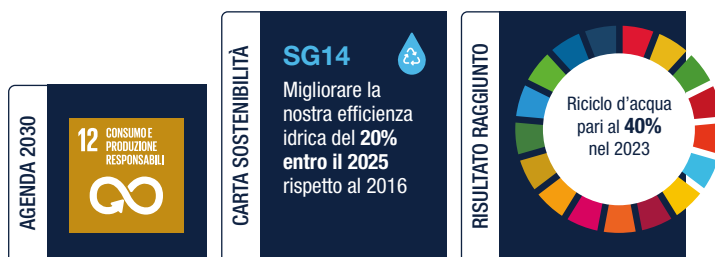 AGENDA 2030
12 CONSUMO E
PRODUZIONE
RESPONSABILI
CARTA SOSTENIBILITÀ
SG14
Migliorare la
nostra efficienza
idrica del 20%
entro il 2025
rispetto al 2016
RISULTATO RAGGIUNTO
Riciclo d'acqua
pari al 40%
nel 2023